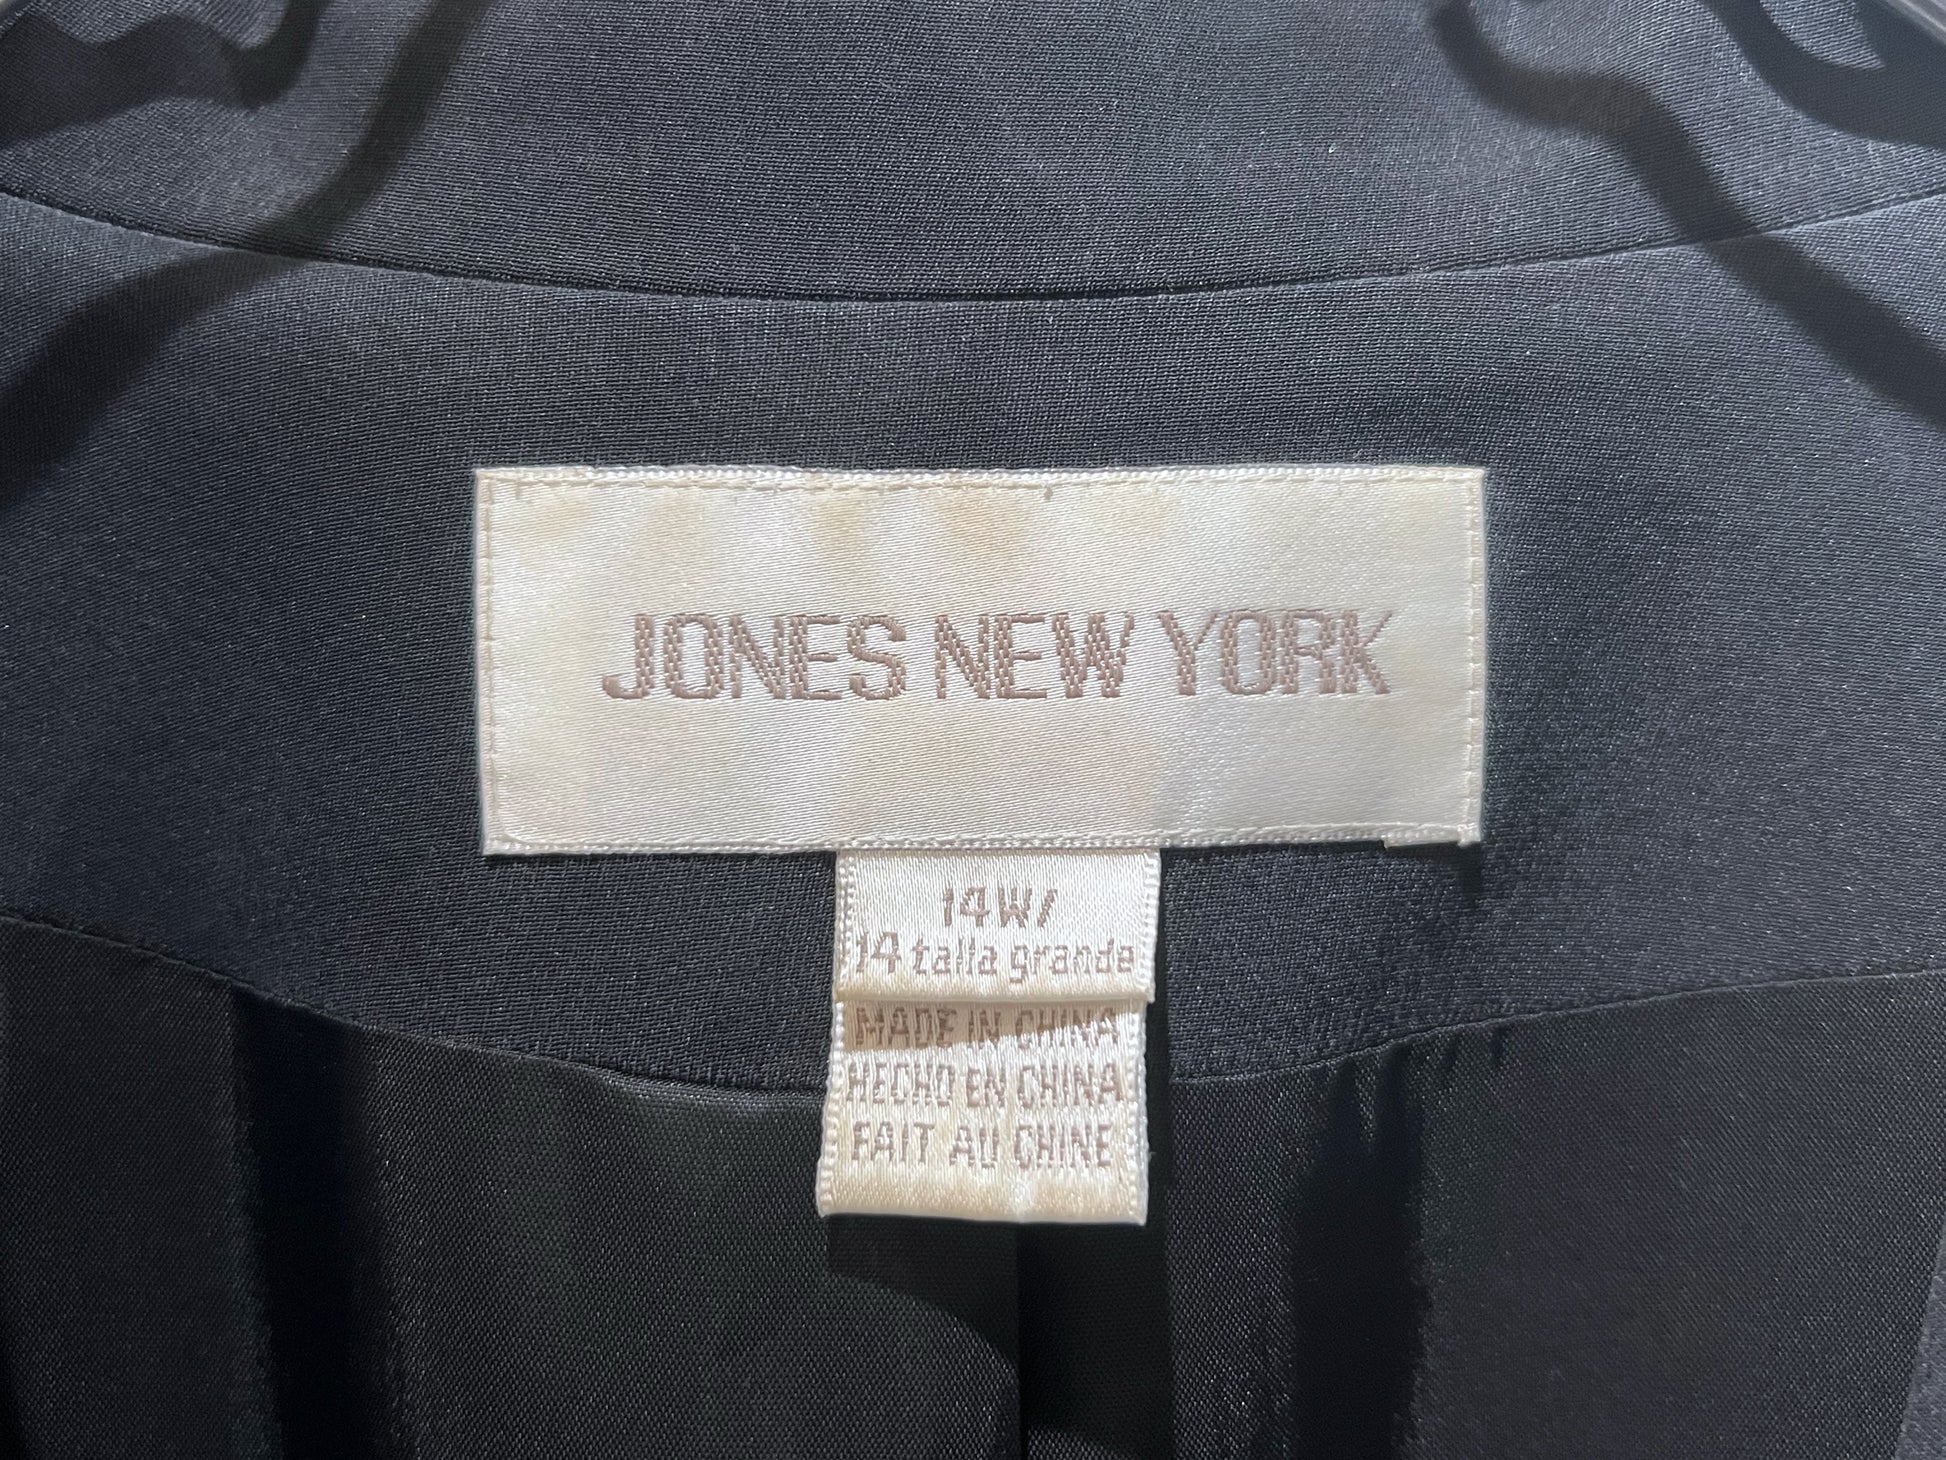 JONES NEW YORK
14W/
14 talla grande
MADE IN CHINA
HECHO EN CHINA
FAIT AU CHINE